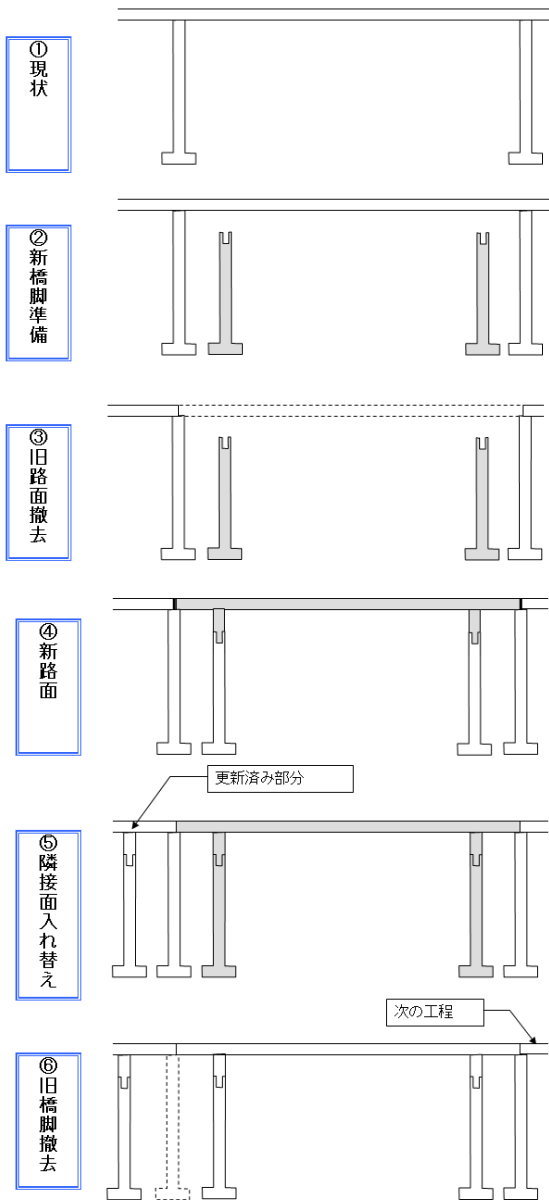 ①現状
②新橋脚準備
③旧路面撤去
④新路面
更新済み部分
⑤隣接面入れ替え
次の工程
⑥旧橋脚撤去